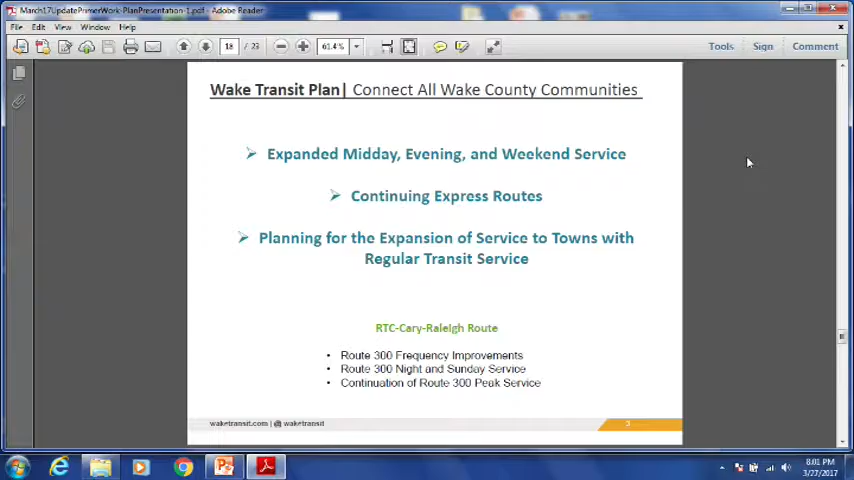 March17UpdatePrimerWork-PlanPresentation-1.pdf - Adobe Reader
File Edit View Window Help
18 / 23 61.4% Tools Sign Comment
Wake Transit Plan| Connect All Wake County Communities
Expanded Midday, Evening, and Weekend Service
Continuing Express Routes
Planning for the Expansion of Service to Towns with
Regular Transit Service
RTC-Cary-Raleigh Route
• Route 300 Frequency Improvements
• Route 300 Night and Sunday Service
• Continuation of Route 300 Peak Service
waketransit.com | @ waketransit 3
8:01 PM
3/27/2017